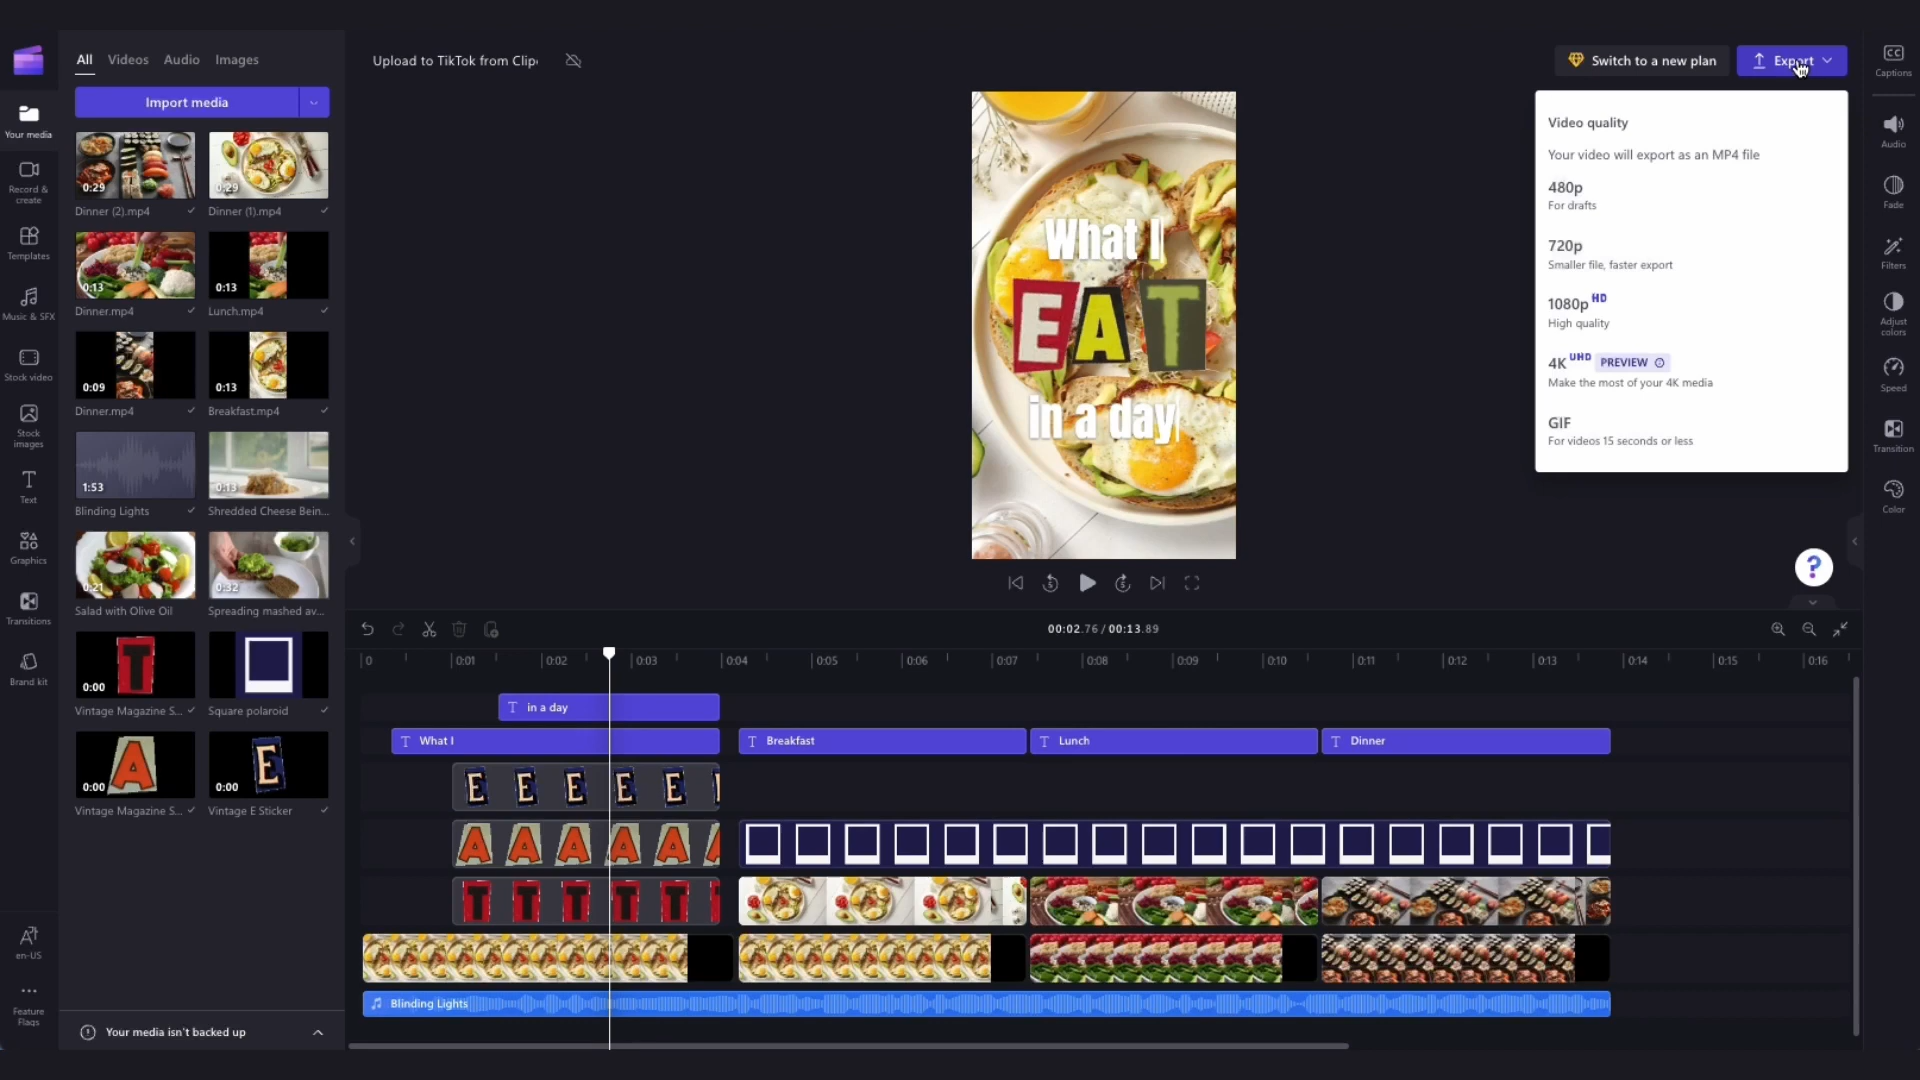 All Videos Audio Images
Import media
Your media
Record & create
Templates
Music & SFX
Stock video
Stock images
Text
Graphics
Transitions
Brand kit
en-US
Feature Flags
0:29
Dinner (2).mp4
0:29
Dinner (1).mp4
0:13
Dinner.mp4
0:13
Lunch.mp4
0:09
Dinner.mp4
0:13
Breakfast.mp4
1:53
Blinding Lights
0:13
Shredded Cheese Bein...
0:21
Salad with Olive Oil
0:32
Spreading mashed av...
T
0:00
Vintage Magazine S...
Square polaroid
A
0:00
Vintage Magazine S...
E
0:00
Vintage E Sticker
Your media isn't backed up
Upload to TikTok from Clip
Switch to a new plan
Export
What I
EAT
in a day
Video quality
Your video will export as an MP4 file
480p
For drafts
720p
Smaller file, faster export
1080p HD
High quality
4K UHD PREVIEW
Make the most of your 4K media
GIF
For videos 15 seconds or less
CC
Captions
Audio
Fade
Filters
Adjust colors
Speed
Transition
Color
?
5 5
00:02.76 / 00:13.89
0 0:01 0:02 0:03 0:04 0:05 0:06 0:07 0:08 0:09 0:10 0:11 0:12 0:13 0:14 0:15 0:16
T in a day
T What I T Breakfast T Lunch T Dinner
E E E E E
A A A A A
T T T T T T
Blinding Lights